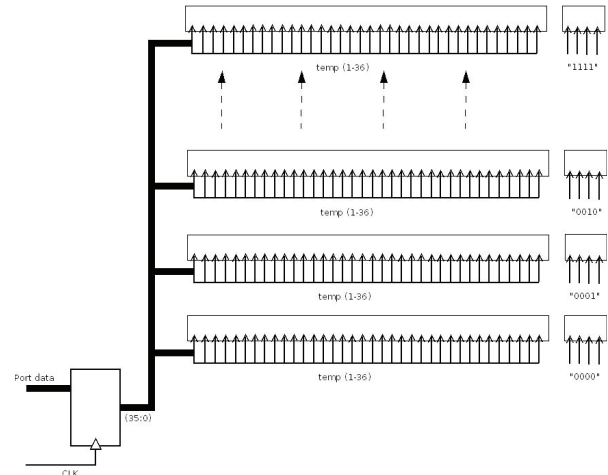 temp (1-36)
"1111"
temp (1-36)
"0010"
temp (1-36)
"0001"
temp (1-36)
"0000"
Port data
(35:0)
CLK